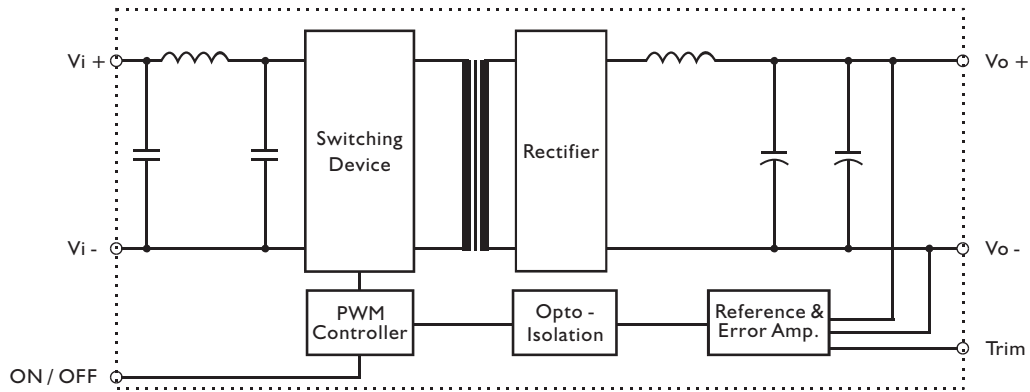 Vi +
Switching
Device
Rectifier
Vo +
Vi -
Vo -
PWM
Controller
Opto -
Isolation
Reference &
Error Amp.
Trim
ON / OFF